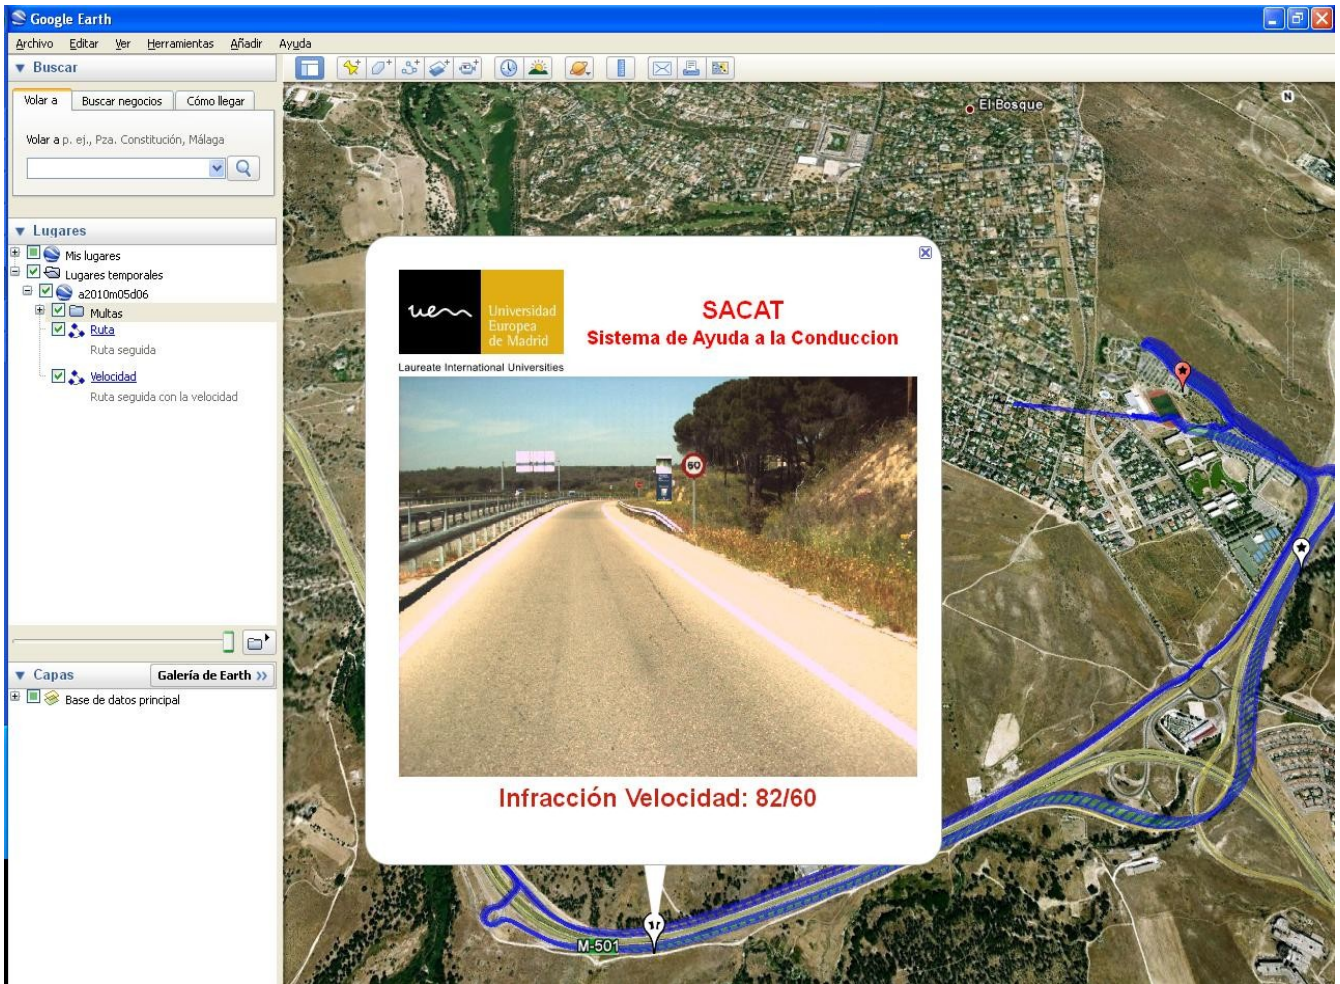 Google Earth
Archivo Editar Ver Herramientas Añadir Ayuda
Buscar
Volar a
Buscar negocios
Cómo llegar
Volar a p. ej., Pza. Constitución, Málaga
Lugares
Mis lugares
Lugares temporales
a2010m05d06
Multas
Ruta
Ruta seguida
Velocidad
Ruta seguida con la velocidad
Capas
Galería de Earth »
Base de datos principal
El Bosque
N
uem
Universidad
Europea
de Madrid
Laureate International Universities
SACAT
Sistema de Ayuda a la Conduccion
60
Infracción Velocidad: 82/60
M-501